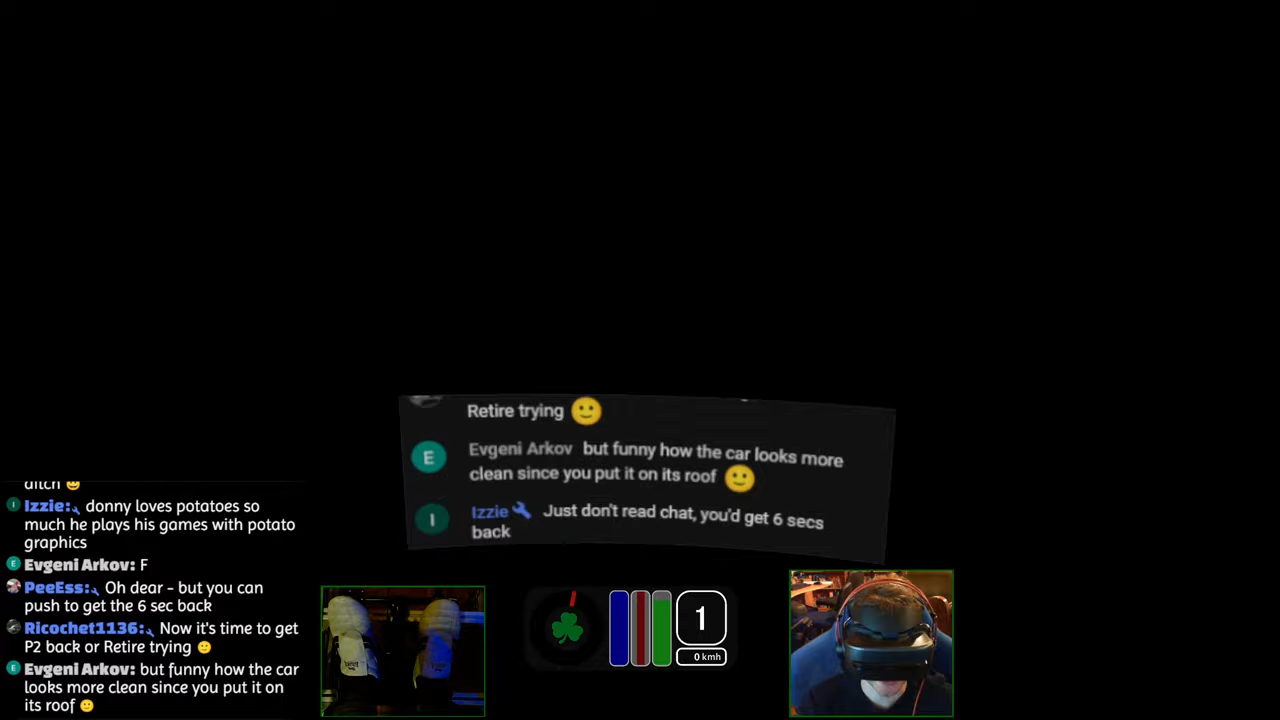 Retire trying 🙂
E Evgeni Arkov but funny how the car looks more
clean since you put it on its roof 🙂
I Izzie Just don't read chat, you'd get 6 secs
back
ditch 😀
I Izzie: donny loves potatoes so
much he plays his games with potato
graphics
E Evgeni Arkov: F
PeeEss: Oh dear - but you can
push to get the 6 sec back
Ricochet1136: Now it's time to get
P2 back or Retire trying 🙂
E Evgeni Arkov: but funny how the car
looks more clean since you put it on
its roof 🙂
1
0 kmh